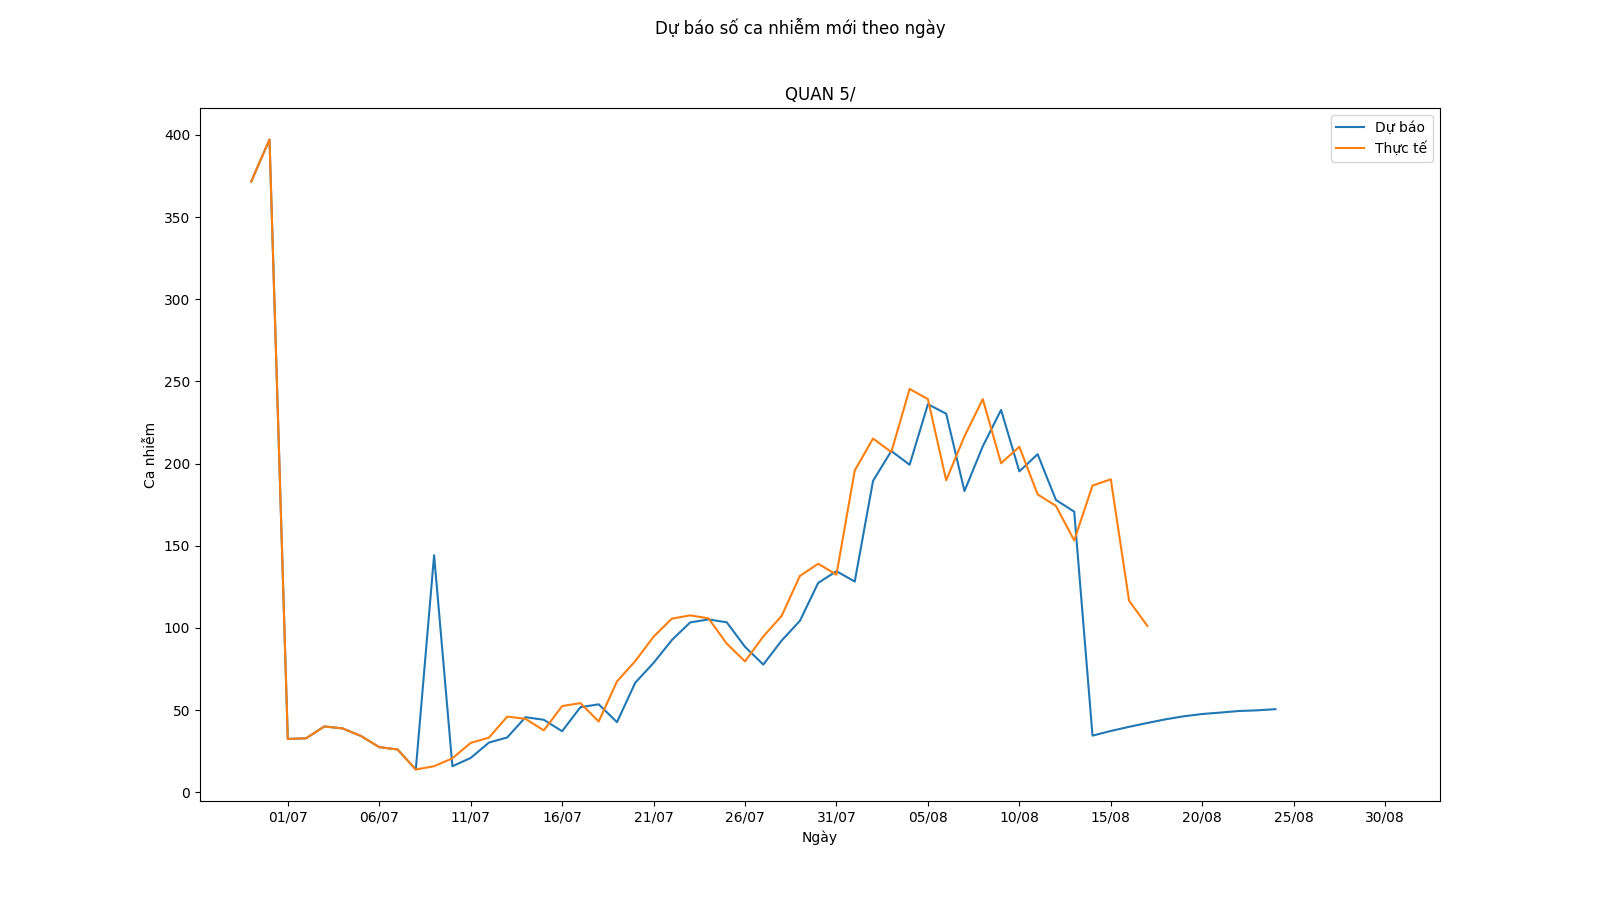 Dự báo số ca nhiễm mới theo ngày
QUAN 5/
Dự báo
Thực tế
400
350
300
250
200
150
100
50
0
Ca nhiễm
01/07 06/07 11/07 16/07 21/07 26/07 31/07 05/08 10/08 15/08 20/08 25/08 30/08
Ngày